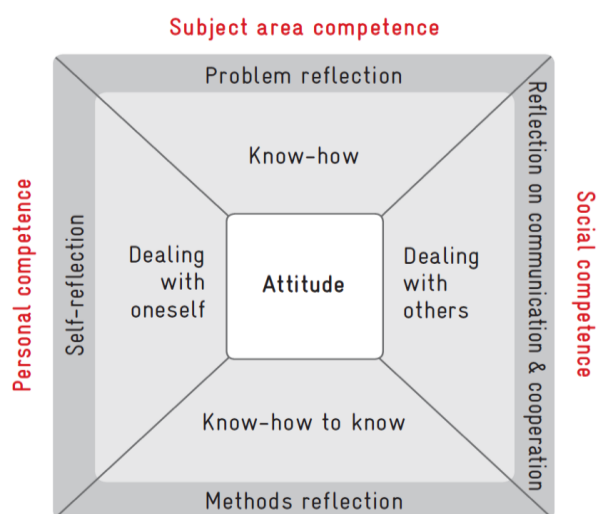 Subject area competence
Problem reflection
Know-how
Personal competence
Self-reflection
Dealing
with
oneself
Attitude
Dealing
with
others
Reflection on communication & cooperation
Social competence
Know-how to know
Methods reflection